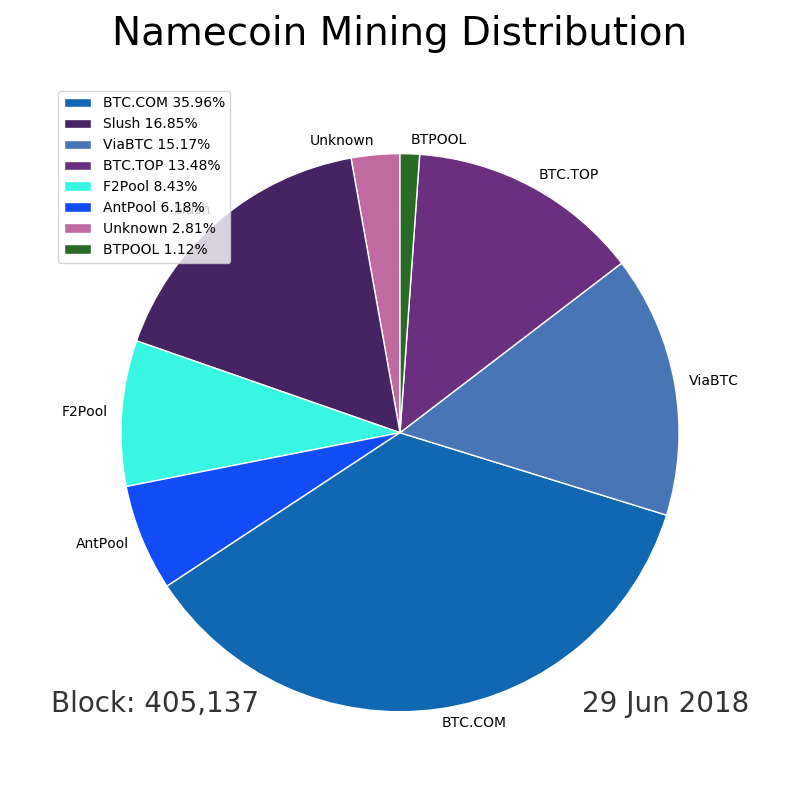 Namecoin Mining Distribution
BTC.COM 35.96%
Slush 16.85%
ViaBTC 15.17%
BTC.TOP 13.48%
F2Pool 8.43%
AntPool 6.18%
Unknown 2.81%
BTPOOL 1.12%
Slush
Unknown
BTPOOL
BTC.TOP
ViaBTC
F2Pool
AntPool
BTC.COM
Block: 405,137
29 Jun 2018